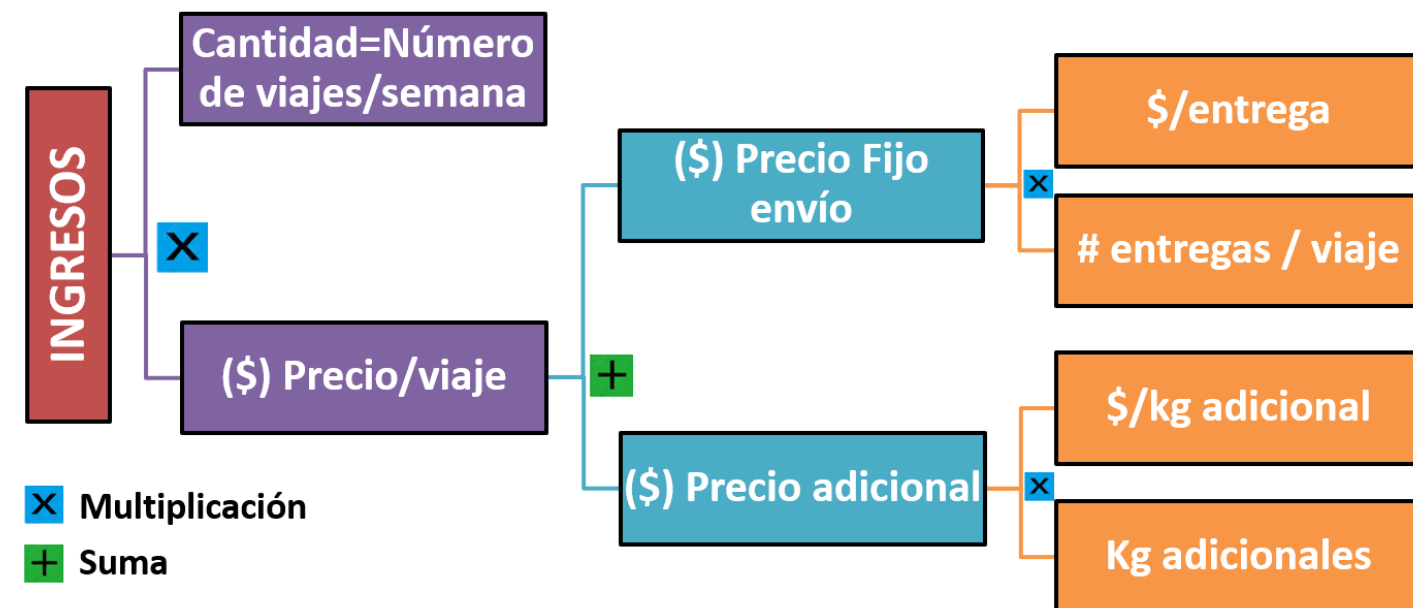 INGRESOS
Cantidad=Número
de viajes/semana
($) Precio/viaje
($) Precio Fijo
envío
($) Precio adicional
$/entrega
# entregas / viaje
$/kg adicional
Kg adicionales
Multiplicación
Suma